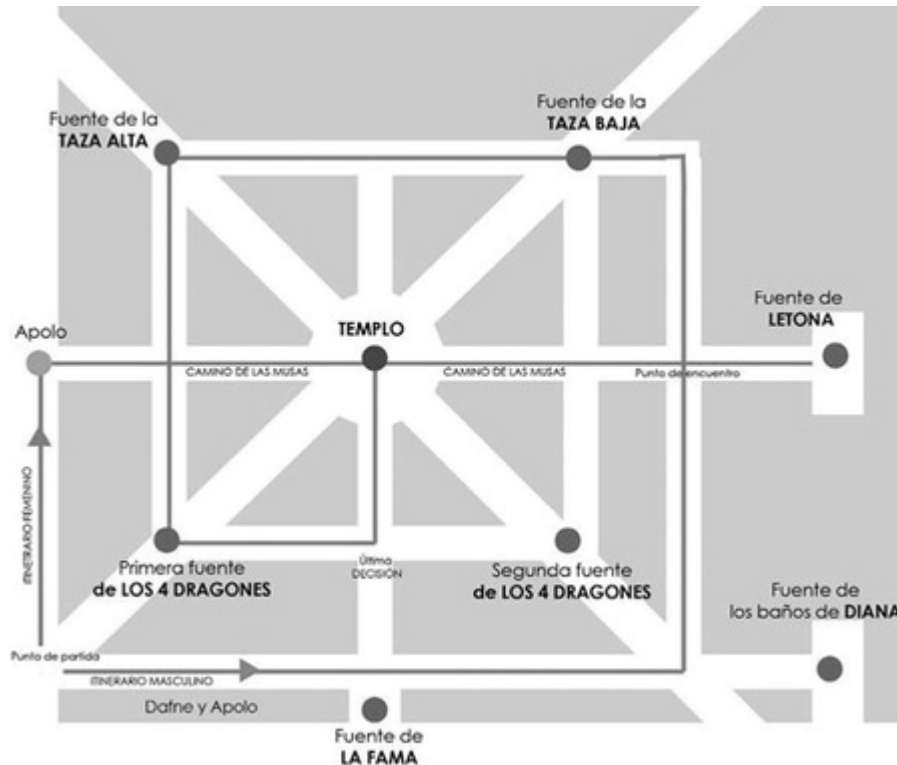 Fuente de la
TAZA ALTA
Fuente de la
TAZA BAJA
Fuente de
LETONA
Apolo
TEMPLO
CAMINO DE LAS MUSAS
CAMINO DE LAS MUSAS
Punto de encuentro
ITINETRARIO FEMENINO
Última
DECISIÓN
Primera fuente
de LOS 4 DRAGONES
Segunda fuente
de LOS 4 DRAGONES
Fuente de
los baños de DIANA
Punto de partida
ITINERARIO MASCULINO
Dafne y Apolo
Fuente de
LA FAMA